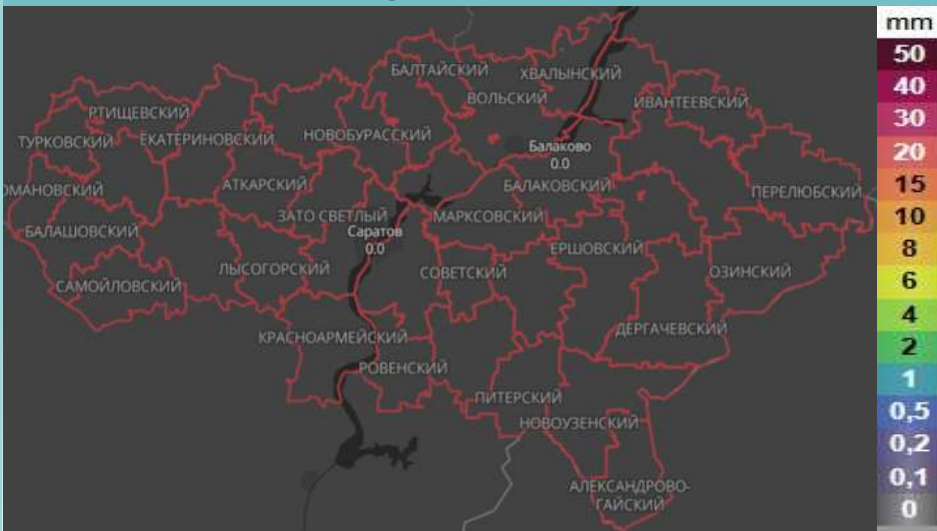 БАЛТАЙСКИЙ
ХВАЛЫНСКИЙ
ВОЛЬСКИЙ
ИВАНТЕЕВСКИЙ
РТИЩЕВСКИЙ
ТУРКОВСКИЙ
ЕКАТЕРИНОВСКИЙ
НОВОБУРАССКИЙ
Балаково
0.0
ОМАНОВСКИЙ
АТКАРСКИЙ
БАЛАКОВСКИЙ
ПЕРЕЛЮБСКИЙ
ЗАТО СВЕТЛЫЙ
МАРКСОВСКИЙ
БАЛАШОВСКИЙ
Саратов
0.0
ЕРШОВСКИЙ
ЛЫСОГОРСКИЙ
СОВЕТСКИЙ
ОЗИНСКИЙ
САМОЙЛОВСКИЙ
ДЕРГАЧЕВСКИЙ
КРАСНОАРМЕЙСКИЙ
РОВЕНСКИЙ
ПИТЕРСКИЙ
НОВОУЗЕНСКИЙ
АЛЕКСАНДРОВО-
ГАЙСКИЙ
mm
50
40
30
20
15
10
8
6
4
2
1
0,5
0,2
0,1
0